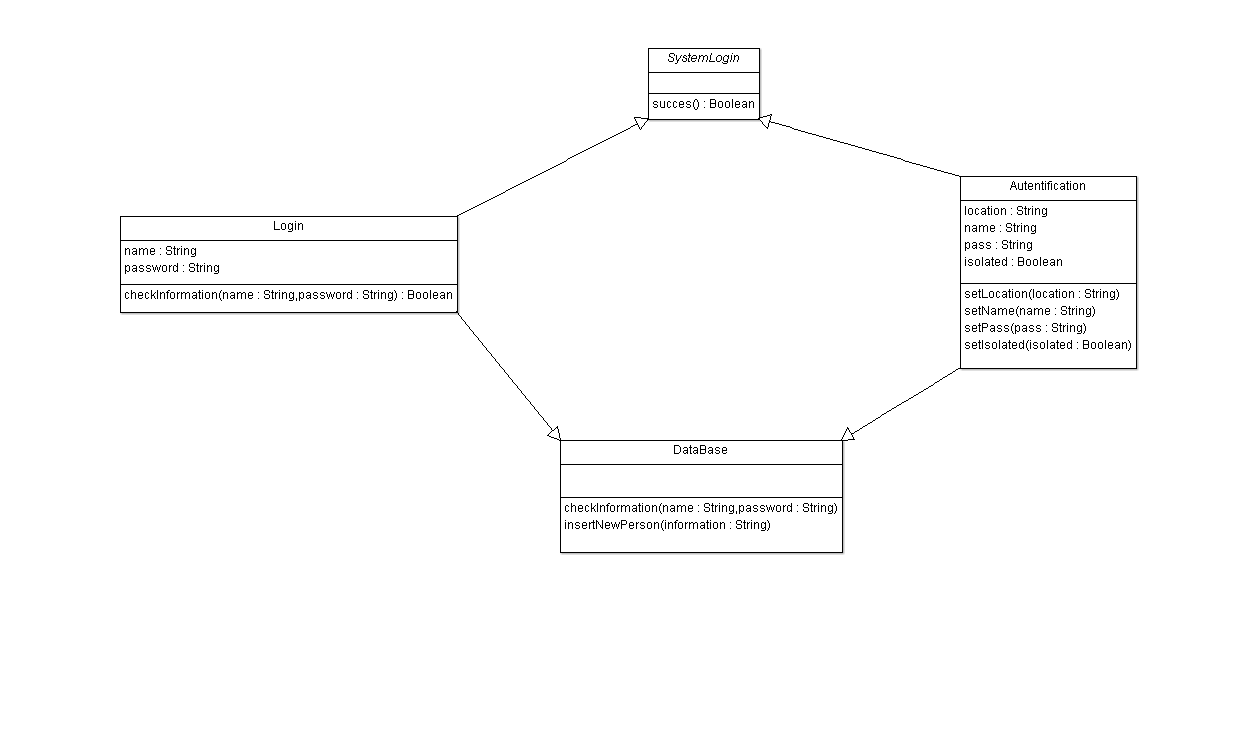 SystemLogin
succes() : Boolean
Login
name : String
password : String
checkInformation(name : String,password : String) : Boolean
Autentification
location : String
name : String
pass : String
isolated : Boolean
setLocation(location : String)
setName(name : String)
setPass(pass : String)
setIsolated(isolated : Boolean)
DataBase
checkInformation(name : String,password : String)
insertNewPerson(information : String)